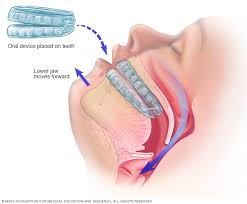 Oral device placed on teeth
Lower jaw
moves forward
© MAYO FOUNDATION FOR MEDICAL EDUCATION AND RESEARCH. ALL RIGHTS RESERVED.